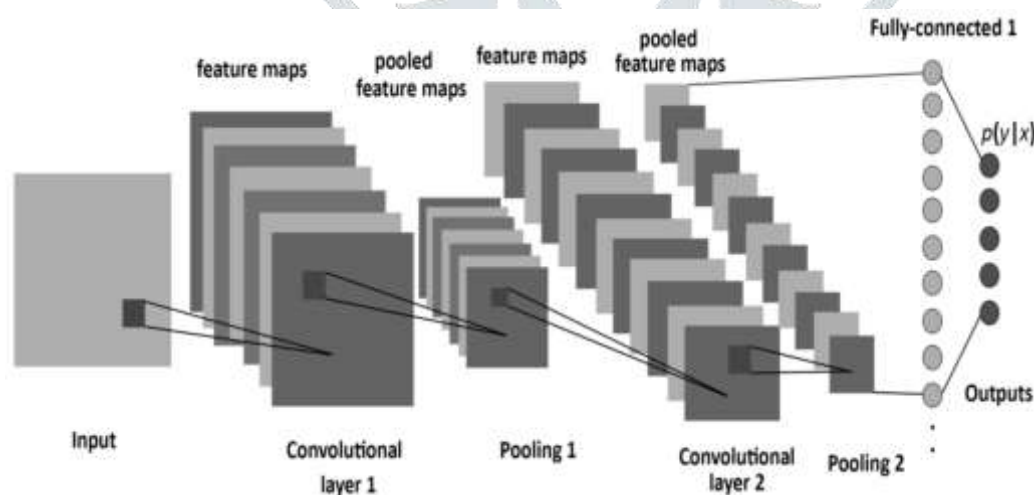 Fully-connected 1
pooled
feature maps
feature maps
pooled
feature maps
feature maps
p(y|x)
Outputs
Input
Convolutional
layer 1
Pooling 1
Convolutional
layer 2
Pooling 2